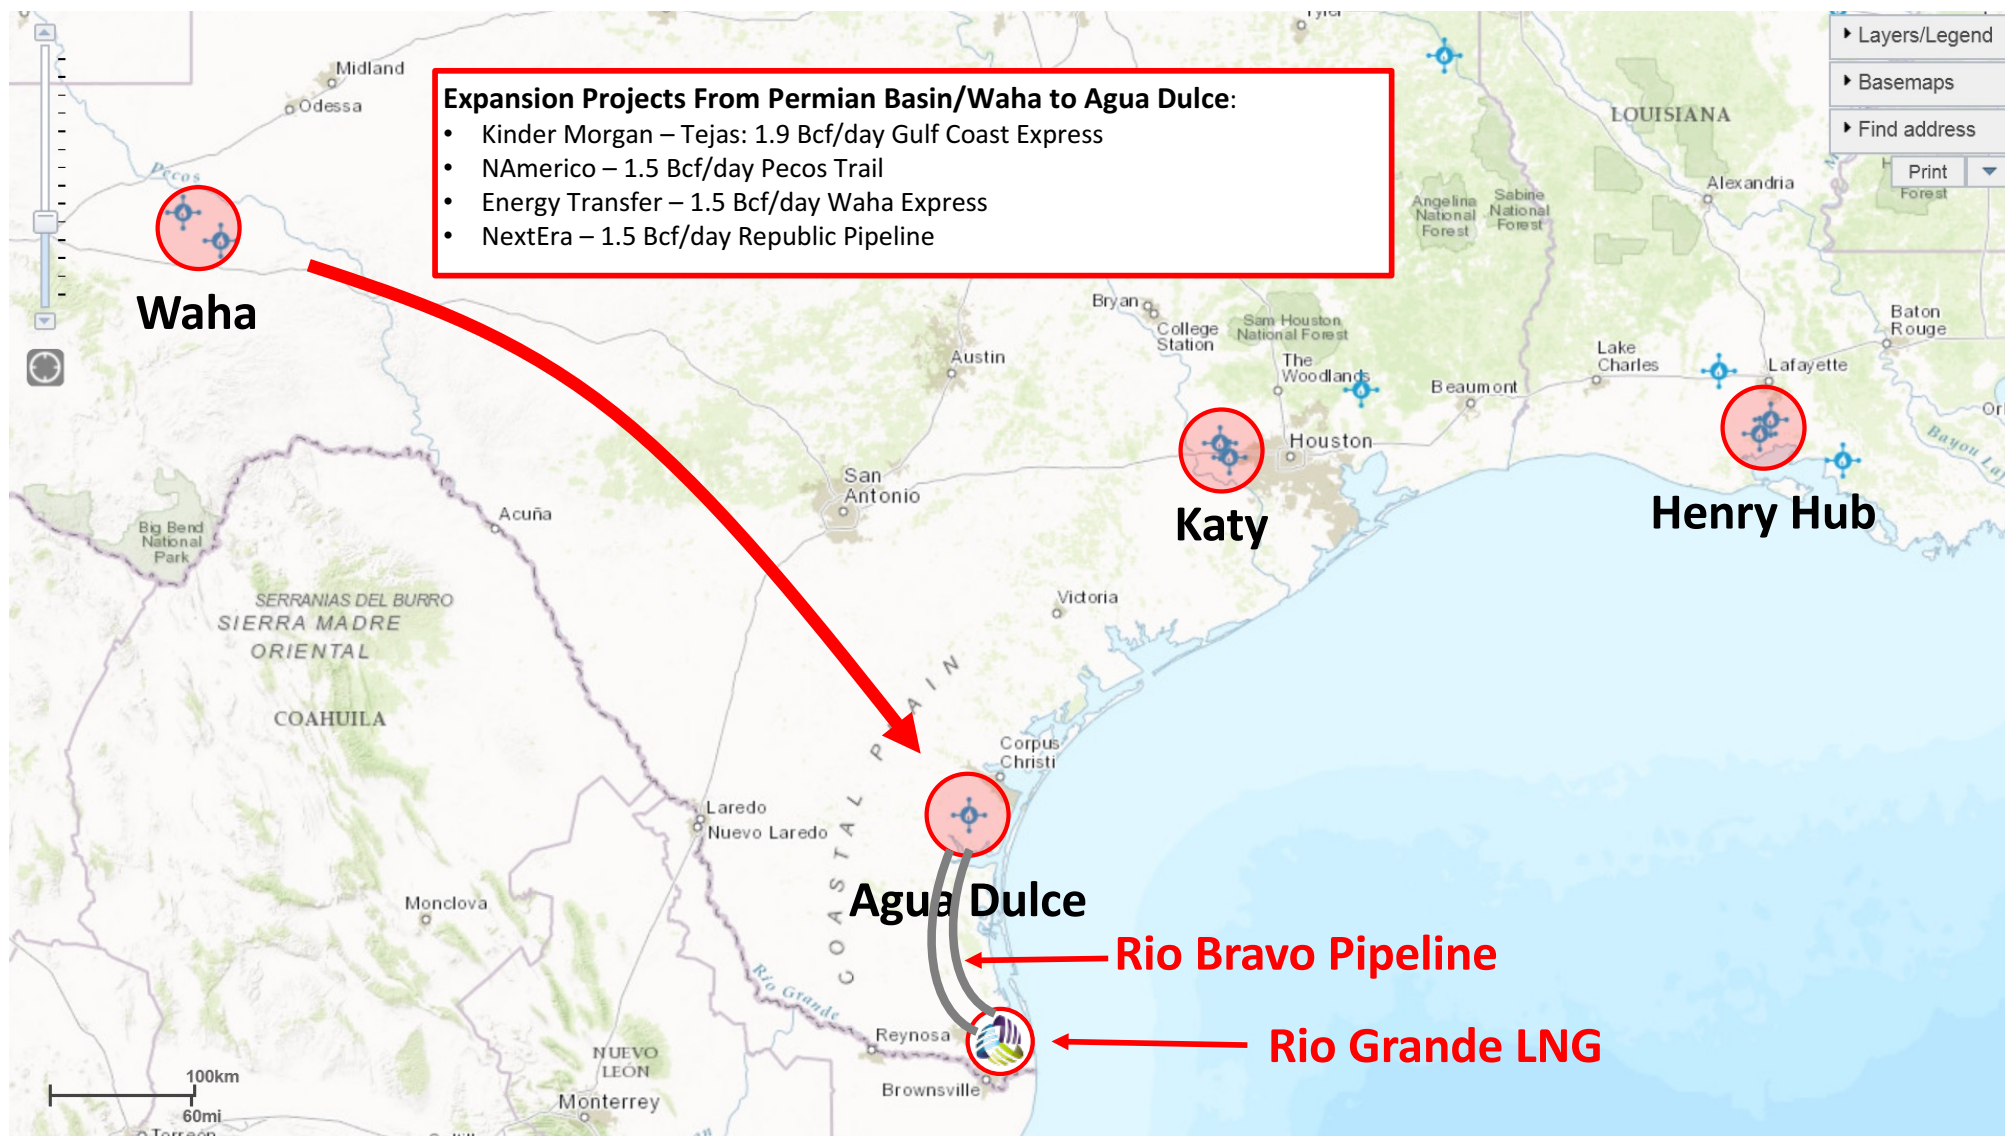 Tyler
Layers/Legend
Basemaps
Find address
Print
Midland
Odessa
Expansion Projects From Permian Basin/Waha to Agua Dulce:
• Kinder Morgan – Tejas: 1.9 Bcf/day Gulf Coast Express
• NAmerico – 1.5 Bcf/day Pecos Trail
• Energy Transfer – 1.5 Bcf/day Waha Express
• NextEra – 1.5 Bcf/day Republic Pipeline
LOUISIANA
Pecos
Alexandria
Forest
Angelina
National
Forest
Sabine
National
Forest
Waha
Bryan
College
Station
Sam Houston
National Forest
The
Woodlands
Austin
Beaumont
Lake
Charles
Lafayette
Baton
Rouge
Houston
San
Antonio
Katy
Henry Hub
Bayou
Acuña
Big Bend
National
Park
SERRANIAS DEL BURRO
SIERRA MADRE
ORIENTAL
Victoria
COAHUILA
COASTAL PLAIN
Corpus
Christi
Laredo
Nuevo Laredo
Agua Dulce
Monclova
Rio Bravo Pipeline
Río Grande
Reynosa
Rio Grande LNG
NUEVO
LEÓN
Brownsville
Monterrey
100km
60mi